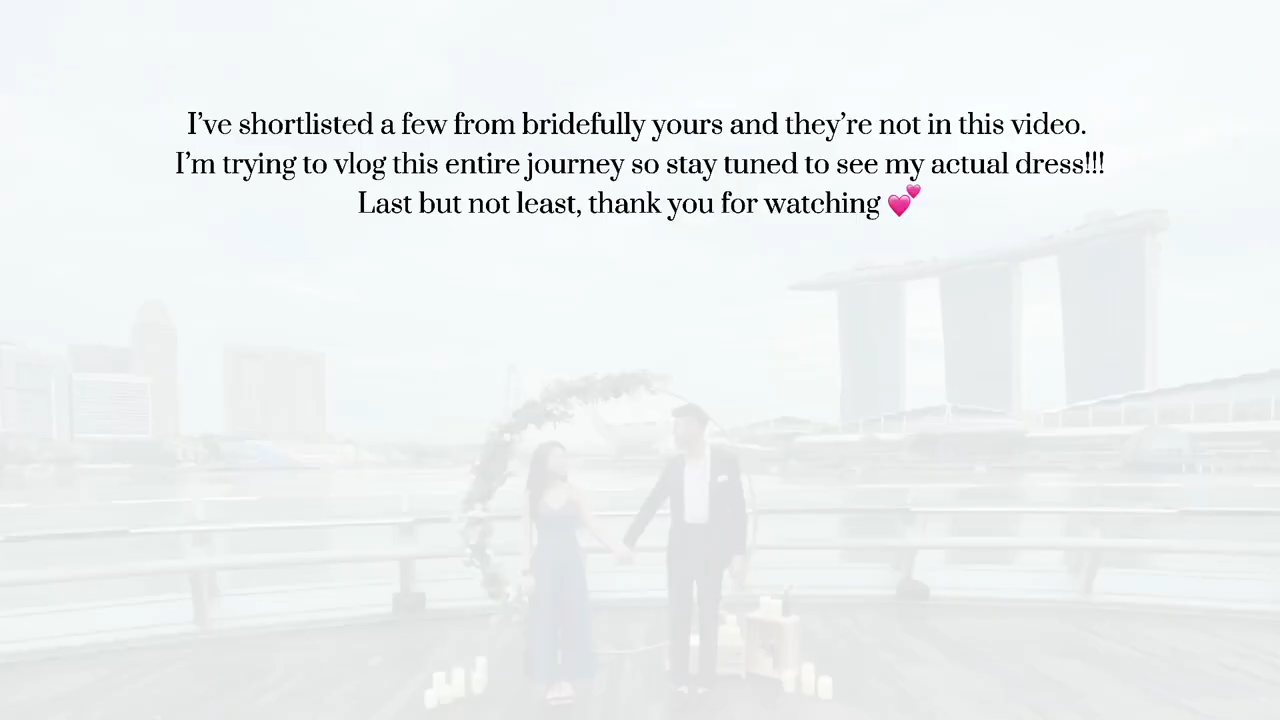 I've shortlisted a few from bridefully yours and they're not in this video.
I'm trying to vlog this entire journey so stay tuned to see my actual dress!!!
Last but not least, thank you for watching 💕